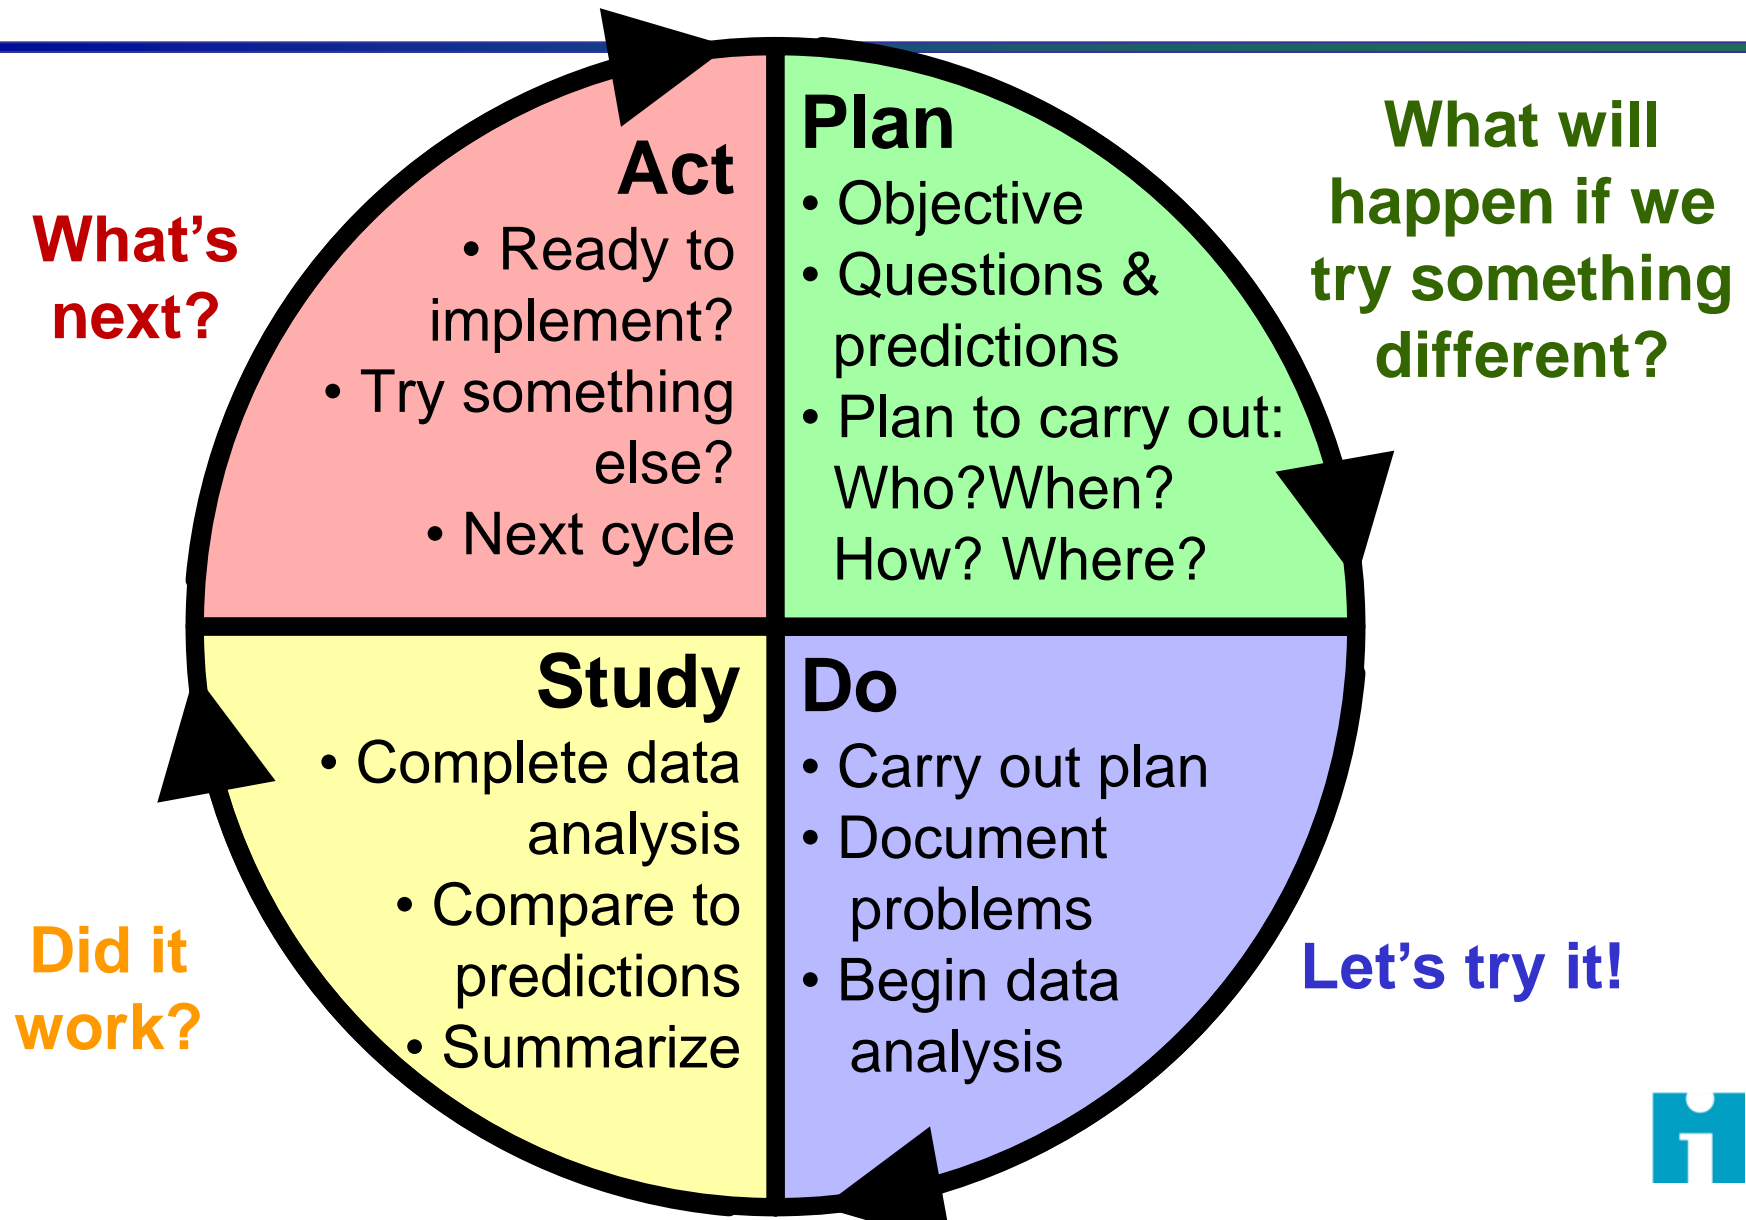 Plan
• Objective
• Questions &
predictions
• Plan to carry out:
Who?When?
How? Where?
What will
happen if we
try something
different?
Do
• Carry out plan
• Document
problems
• Begin data
analysis
Let’s try it!
Study
• Complete data
analysis
• Compare to
predictions
• Summarize
Did it
work?
Act
• Ready to
implement?
• Try something
else?
• Next cycle
What’s
next?